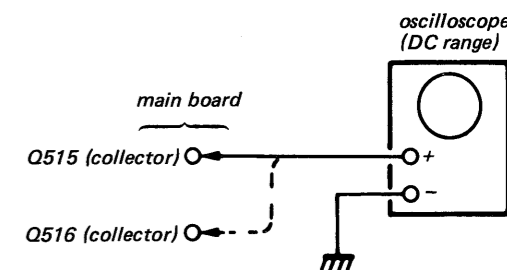 oscilloscope
(DC range)
main board
Q515 (collector)
+
−
Q516 (collector)